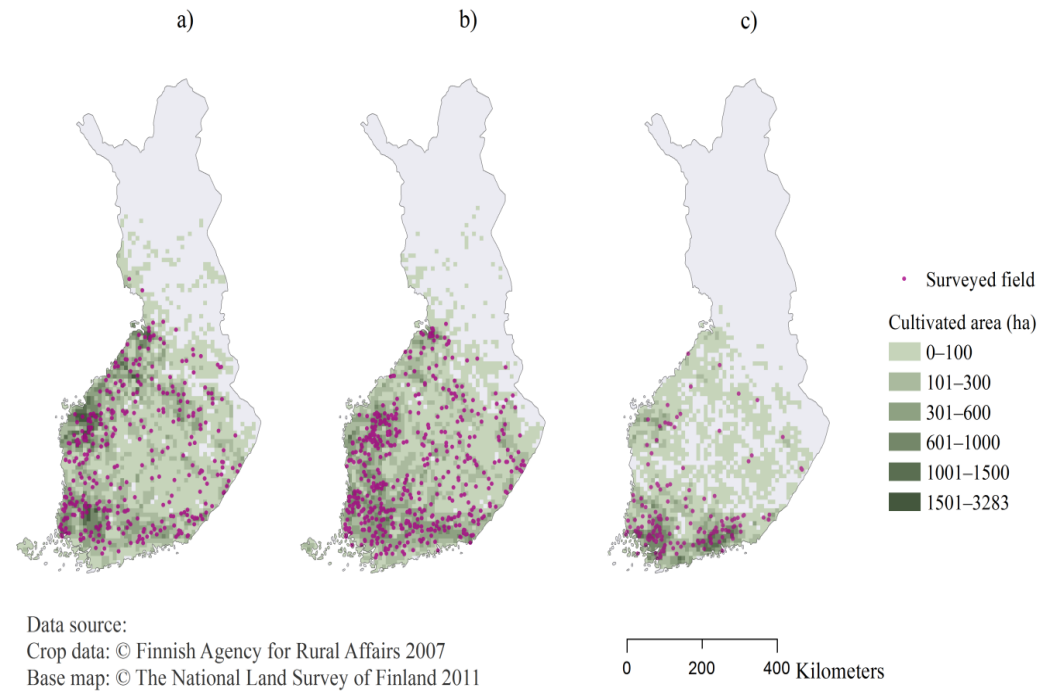 a)
b)
c)
Surveyed field
Cultivated area (ha)
0–100
101–300
301–600
601–1000
1001–1500
1501–3283
Data source:
Crop data: © Finnish Agency for Rural Affairs 2007
Base map: © The National Land Survey of Finland 2011
0 200 400 Kilometers